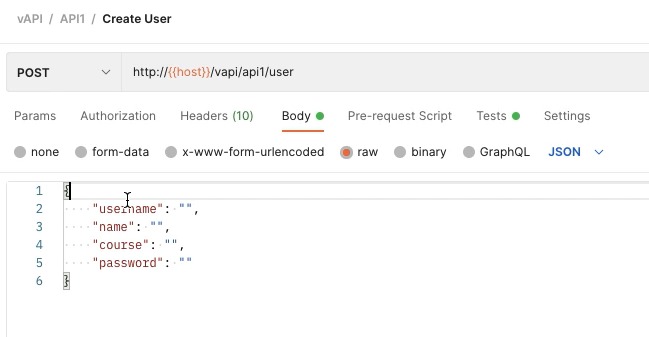 vAPI / API1 / Create User
POST http://{{host}}/vapi/api1/user
Params Authorization Headers (10) Body Pre-request Script Tests Settings
none form-data x-www-form-urlencoded raw binary GraphQL JSON
1 {
2 "username": "",
3 "name": "",
4 "course": "",
5 "password": ""
6 }